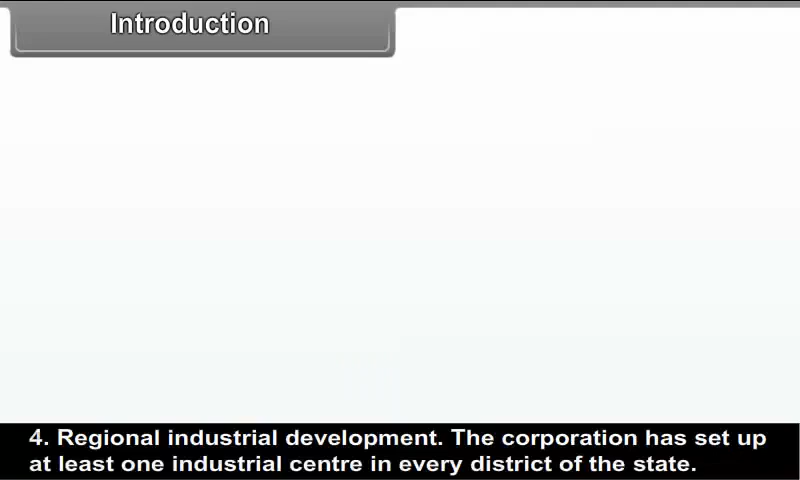 Introduction
4. Regional industrial development. The corporation has set up
at least one industrial centre in every district of the state.